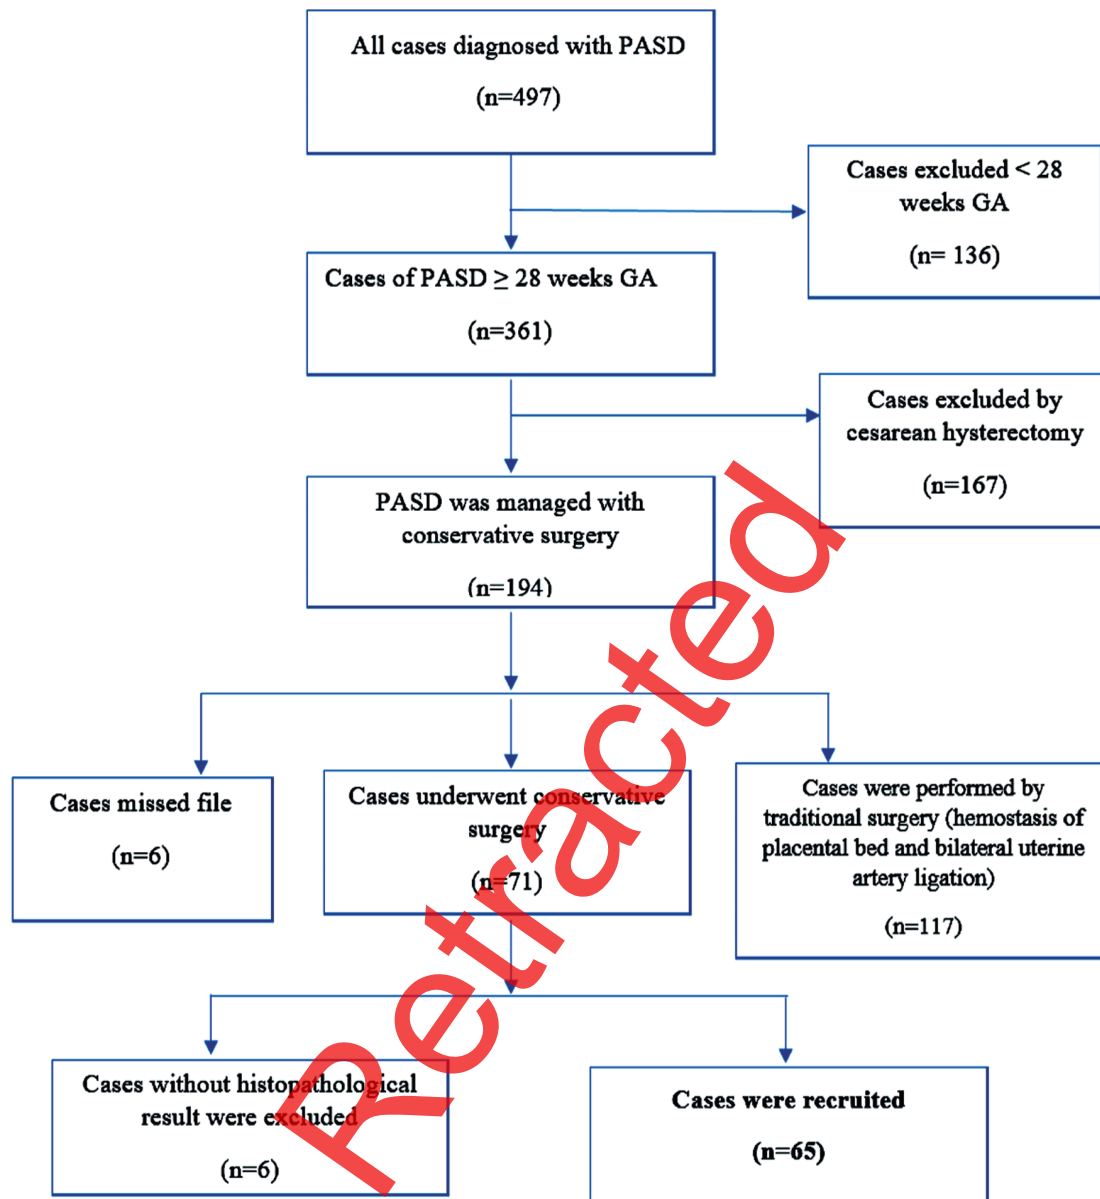 All cases diagnosed with PASD
(n=497)
Cases excluded < 28
weeks GA
(n= 136)
Cases of PASD ≥ 28 weeks GA
(n=361)
Cases excluded by
cesarean hysterectomy
(n=167)
PASD was managed with
conservative surgery
(n=194)
Cases missed file
(n=6)
Cases underwent conservative
surgery
(n=71)
Cases were performed by
traditional surgery (hemostasis of
placental bed and bilateral uterine
artery ligation)
(n=117)
Cases without histopathological
result were excluded
(n=6)
Cases were recruited
(n=65)
Retracted